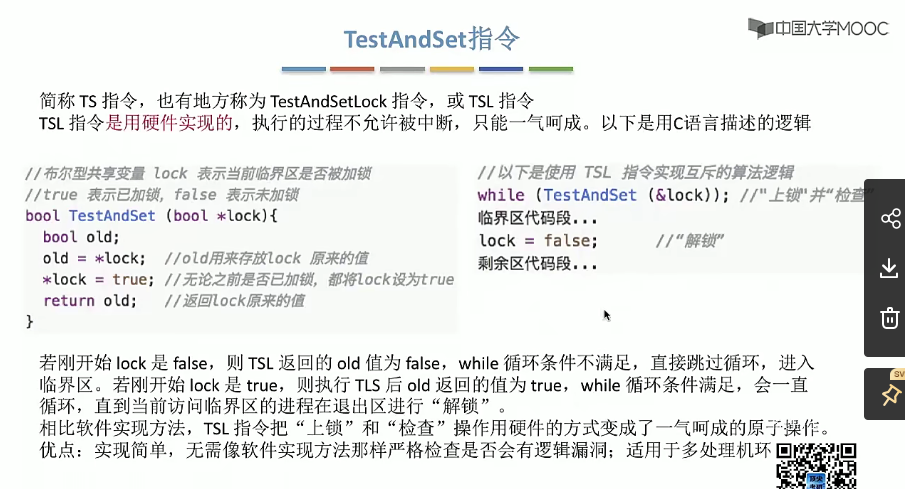 中国大学MOOC
TestAndSet指令
简称 TS 指令，也有地方称为 TestAndSetLock 指令，或 TSL 指令
TSL 指令是用硬件实现的，执行的过程不允许被中断，只能一气呵成。以下是用C语言描述的逻辑
//布尔型共享变量 lock 表示当前临界区是否被加锁
//true 表示已加锁，false 表示未加锁
bool TestAndSet (bool *lock){
bool old;
old = *lock; //old用来存放lock 原来的值
*lock = true; //无论之前是否已加锁，都将lock设为true
return old; //返回lock原来的值
}
//以下是使用 TSL 指令实现互斥的算法逻辑
while (TestAndSet (&lock)); //"上锁"并“检查”
临界区代码段...
lock = false; //“解锁”
剩余区代码段...
若刚开始 lock 是 false，则 TSL 返回的 old 值为 false，while 循环条件不满足，直接跳过循环，进入
临界区。若刚开始 lock 是 true，则执行 TLS 后 old 返回的值为 true，while 循环条件满足，会一直
循环，直到当前访问临界区的进程在退出区进行“解锁”。
相比软件实现方法，TSL 指令把“上锁”和“检查”操作用硬件的方式变成了一气呵成的原子操作。
优点：实现简单，无需像软件实现方法那样严格检查是否会有逻辑漏洞；适用于多处理机环
SV